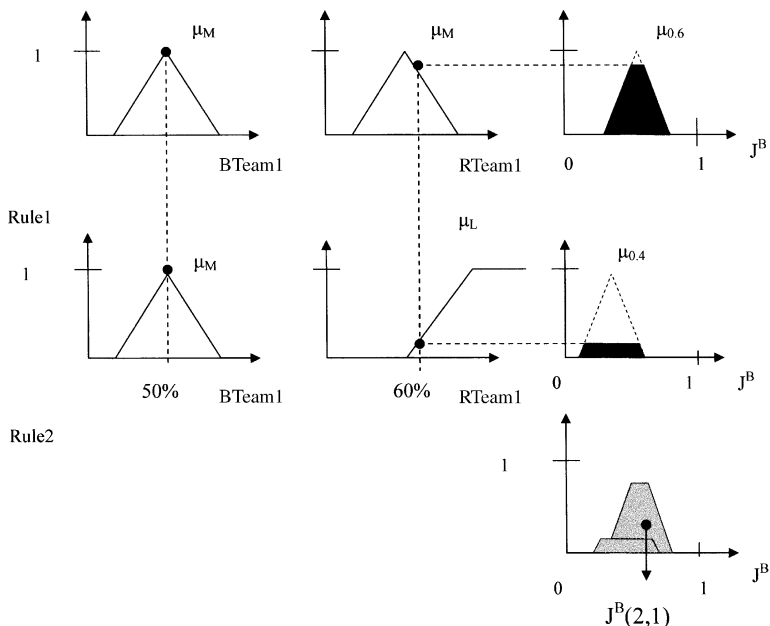 μM μM μ0.6
1
BTeam1 RTeam1 0 1 J^B
Rule1
μL
1 μM μ0.4
50% BTeam1 60% RTeam1 0 1 J^B
Rule2
1
0 1 J^B
J^B(2,1)